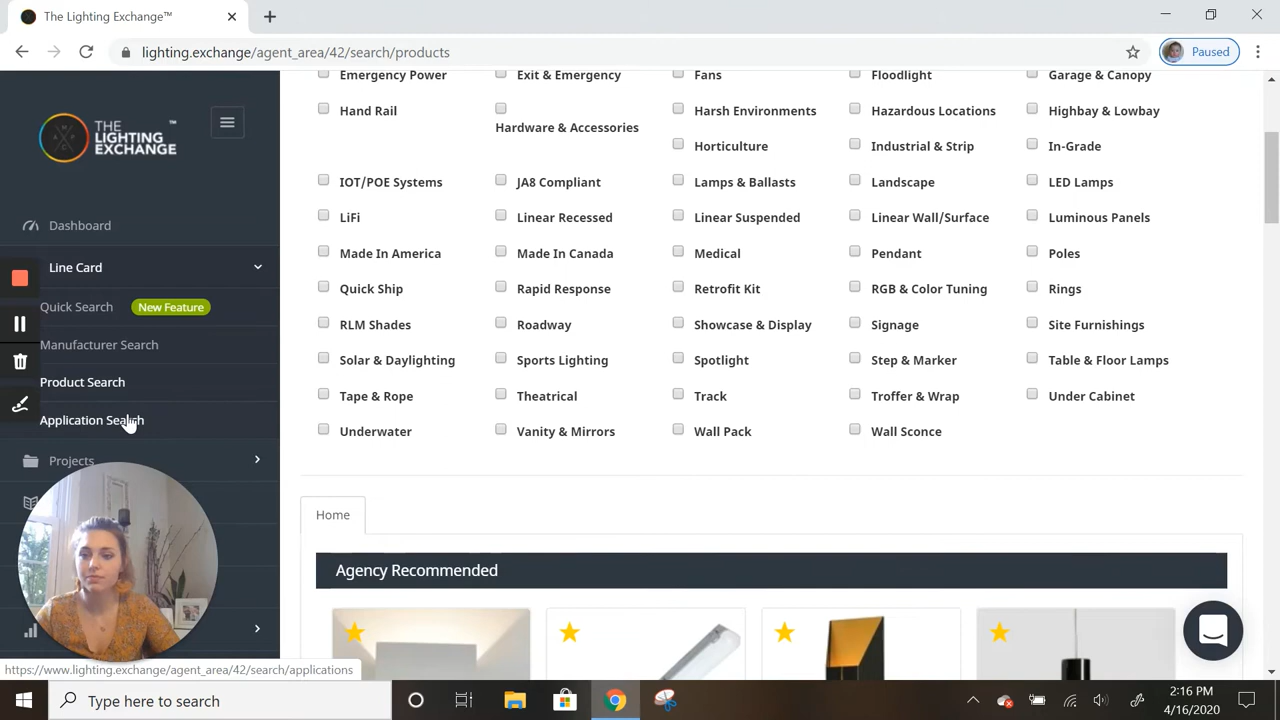 The Lighting Exchange™
lighting.exchange/agent_area/42/search/products
Paused
THE LIGHTING EXCHANGE ™
Dashboard
Line Card
Quick Search New Feature
Manufacturer Search
Product Search
Application Search
Projects
Emergency Power Exit & Emergency Fans Floodlight Garage & Canopy
Hand Rail Hardware & Accessories Harsh Environments Hazardous Locations Highbay & Lowbay
Horticulture Industrial & Strip In-Grade
IOT/POE Systems JA8 Compliant Lamps & Ballasts Landscape LED Lamps
LiFi Linear Recessed Linear Suspended Linear Wall/Surface Luminous Panels
Made In America Made In Canada Medical Pendant Poles
Quick Ship Rapid Response Retrofit Kit RGB & Color Tuning Rings
RLM Shades Roadway Showcase & Display Signage Site Furnishings
Solar & Daylighting Sports Lighting Spotlight Step & Marker Table & Floor Lamps
Tape & Rope Theatrical Track Troffer & Wrap Under Cabinet
Underwater Vanity & Mirrors Wall Pack Wall Sconce
Home
Agency Recommended
https://www.lighting.exchange/agent_area/42/search/applications
Type here to search
2:16 PM
4/16/2020